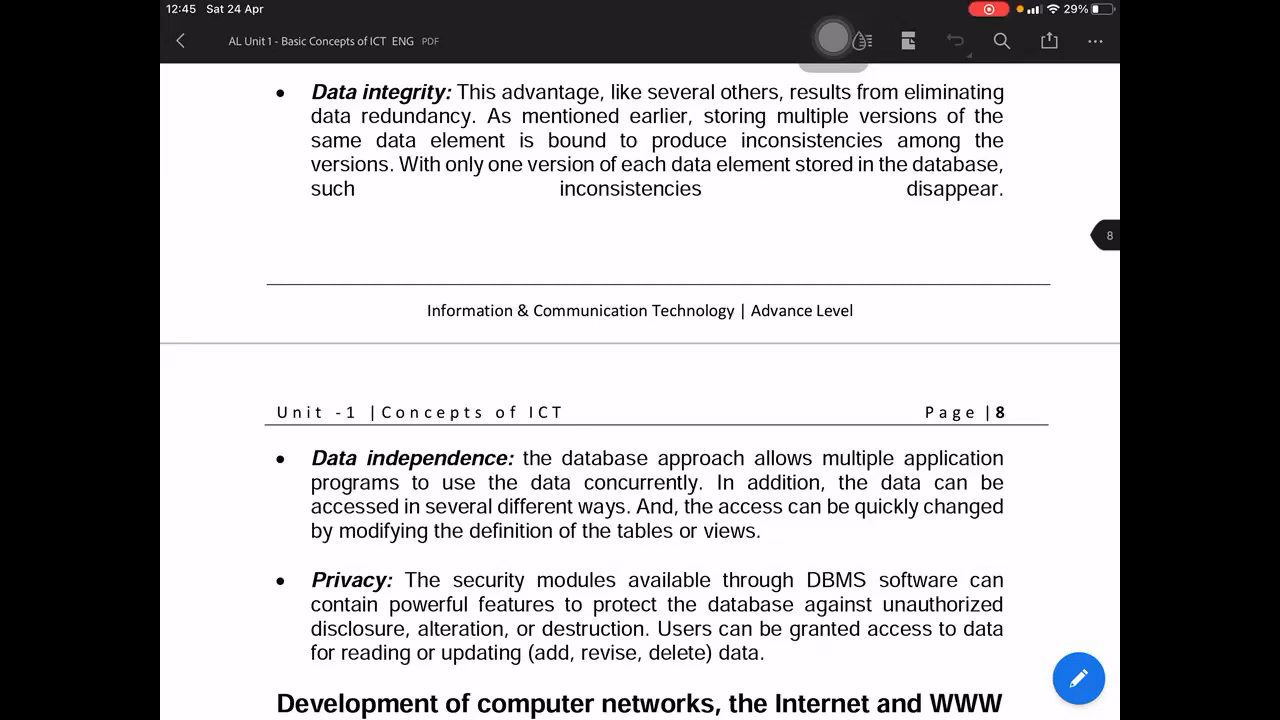 12:45 Sat 24 Apr 29%
AL Unit 1 - Basic Concepts of ICT ENG PDF
• Data integrity: This advantage, like several others, results from eliminating
data redundancy. As mentioned earlier, storing multiple versions of the
same data element is bound to produce inconsistencies among the
versions. With only one version of each data element stored in the database,
such inconsistencies disappear.
8
Information & Communication Technology | Advance Level
Unit -1 |Concepts of ICT Page |8
• Data independence: the database approach allows multiple application
programs to use the data concurrently. In addition, the data can be
accessed in several different ways. And, the access can be quickly changed
by modifying the definition of the tables or views.
• Privacy: The security modules available through DBMS software can
contain powerful features to protect the database against unauthorized
disclosure, alteration, or destruction. Users can be granted access to data
for reading or updating (add, revise, delete) data.
Development of computer networks, the Internet and WWW